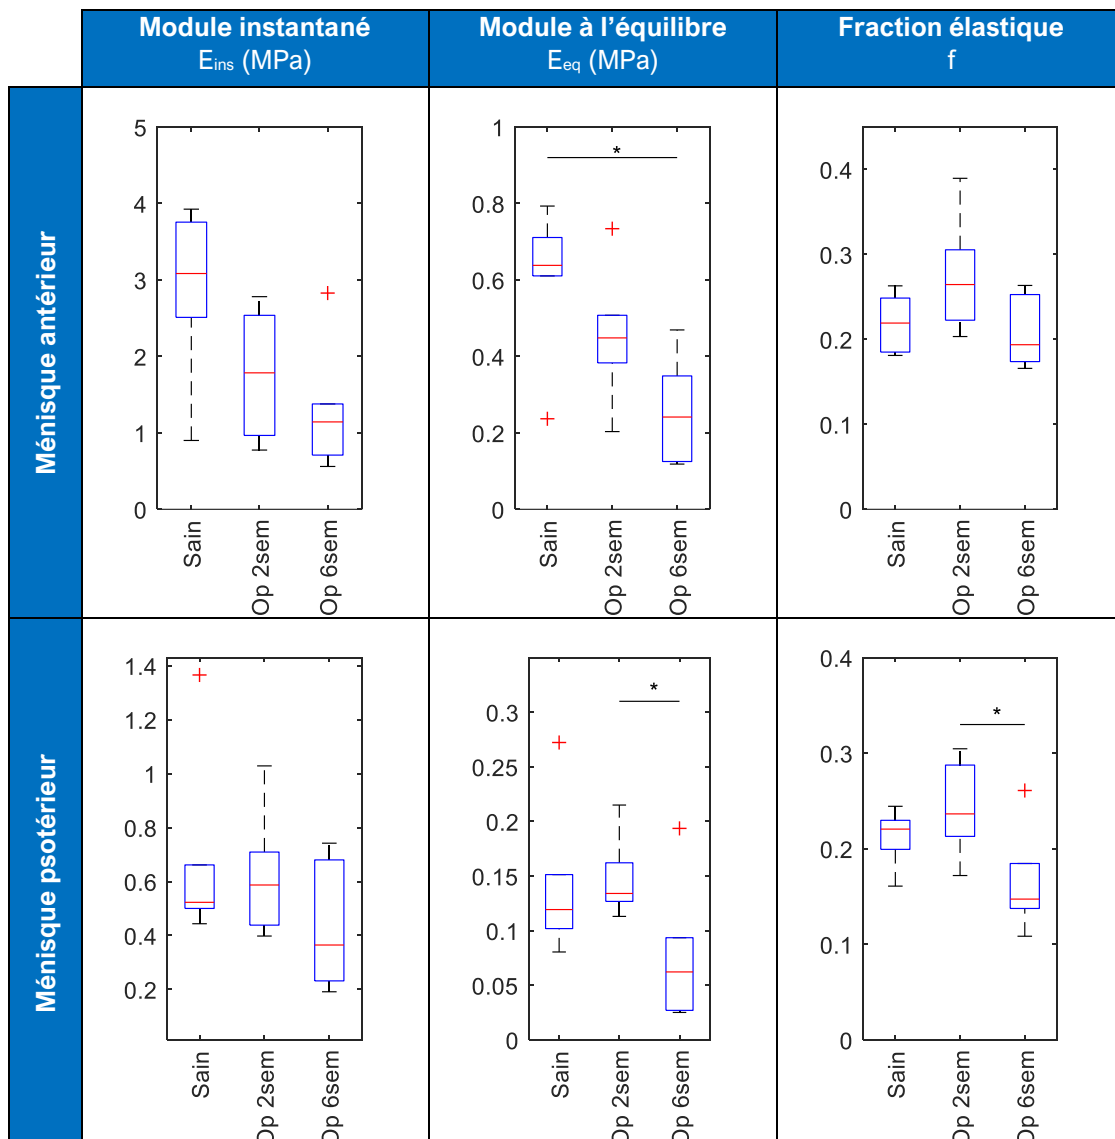 Module instantané
E_ins (MPa)
Module à l'équilibre
E_eq (MPa)
Fraction élastique
f
Ménisque antérieur
5
4
3
2
1
0
Sain
Op 2sem
Op 6sem
1
0.8
0.6
0.4
0.2
0
*
Sain
Op 2sem
Op 6sem
0.4
0.3
0.2
0.1
0
Sain
Op 2sem
Op 6sem
Ménisque psotérieur
1.4
1.2
1
0.8
0.6
0.4
0.2
Sain
Op 2sem
Op 6sem
0.3
0.25
0.2
0.15
0.1
0.05
0
*
Sain
Op 2sem
Op 6sem
0.4
0.3
0.2
0.1
0
*
Sain
Op 2sem
Op 6sem